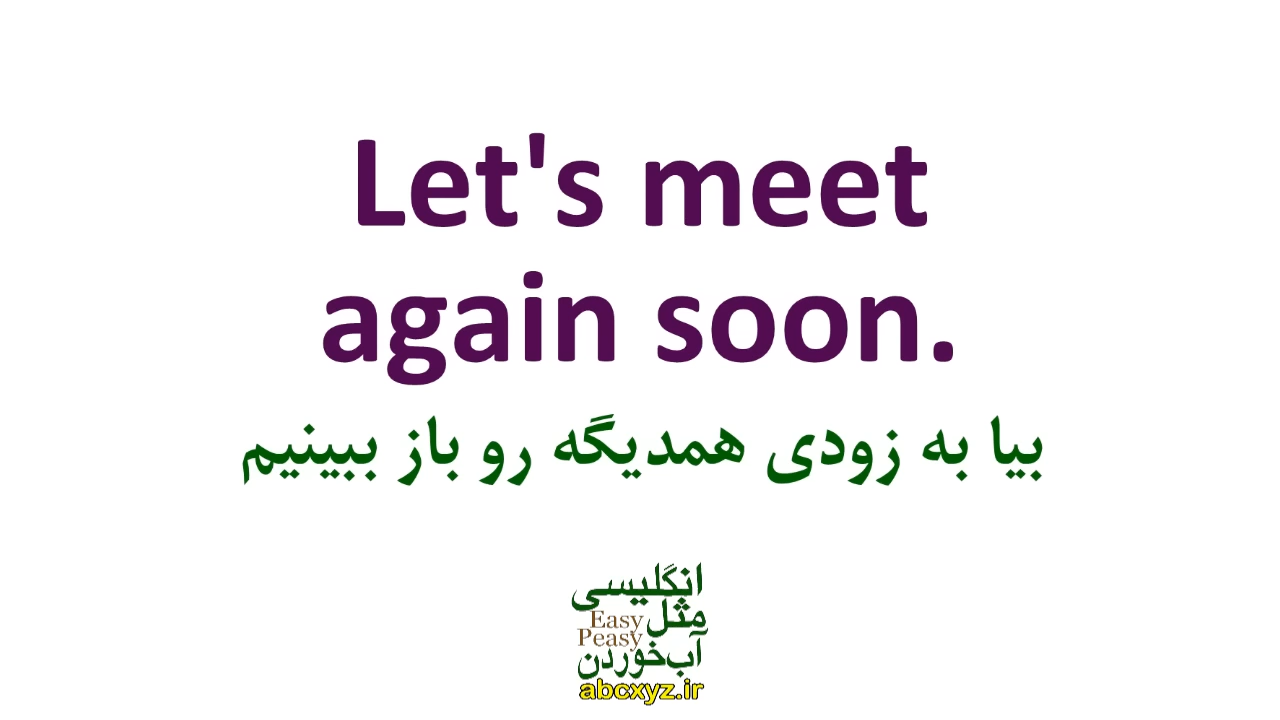 Let's meet
again soon.
بیا به زودی همدیگه رو باز ببینیم
انگلیسی
مثل
Easy
Peasy
آب‌خوردن
abcxyz.ir